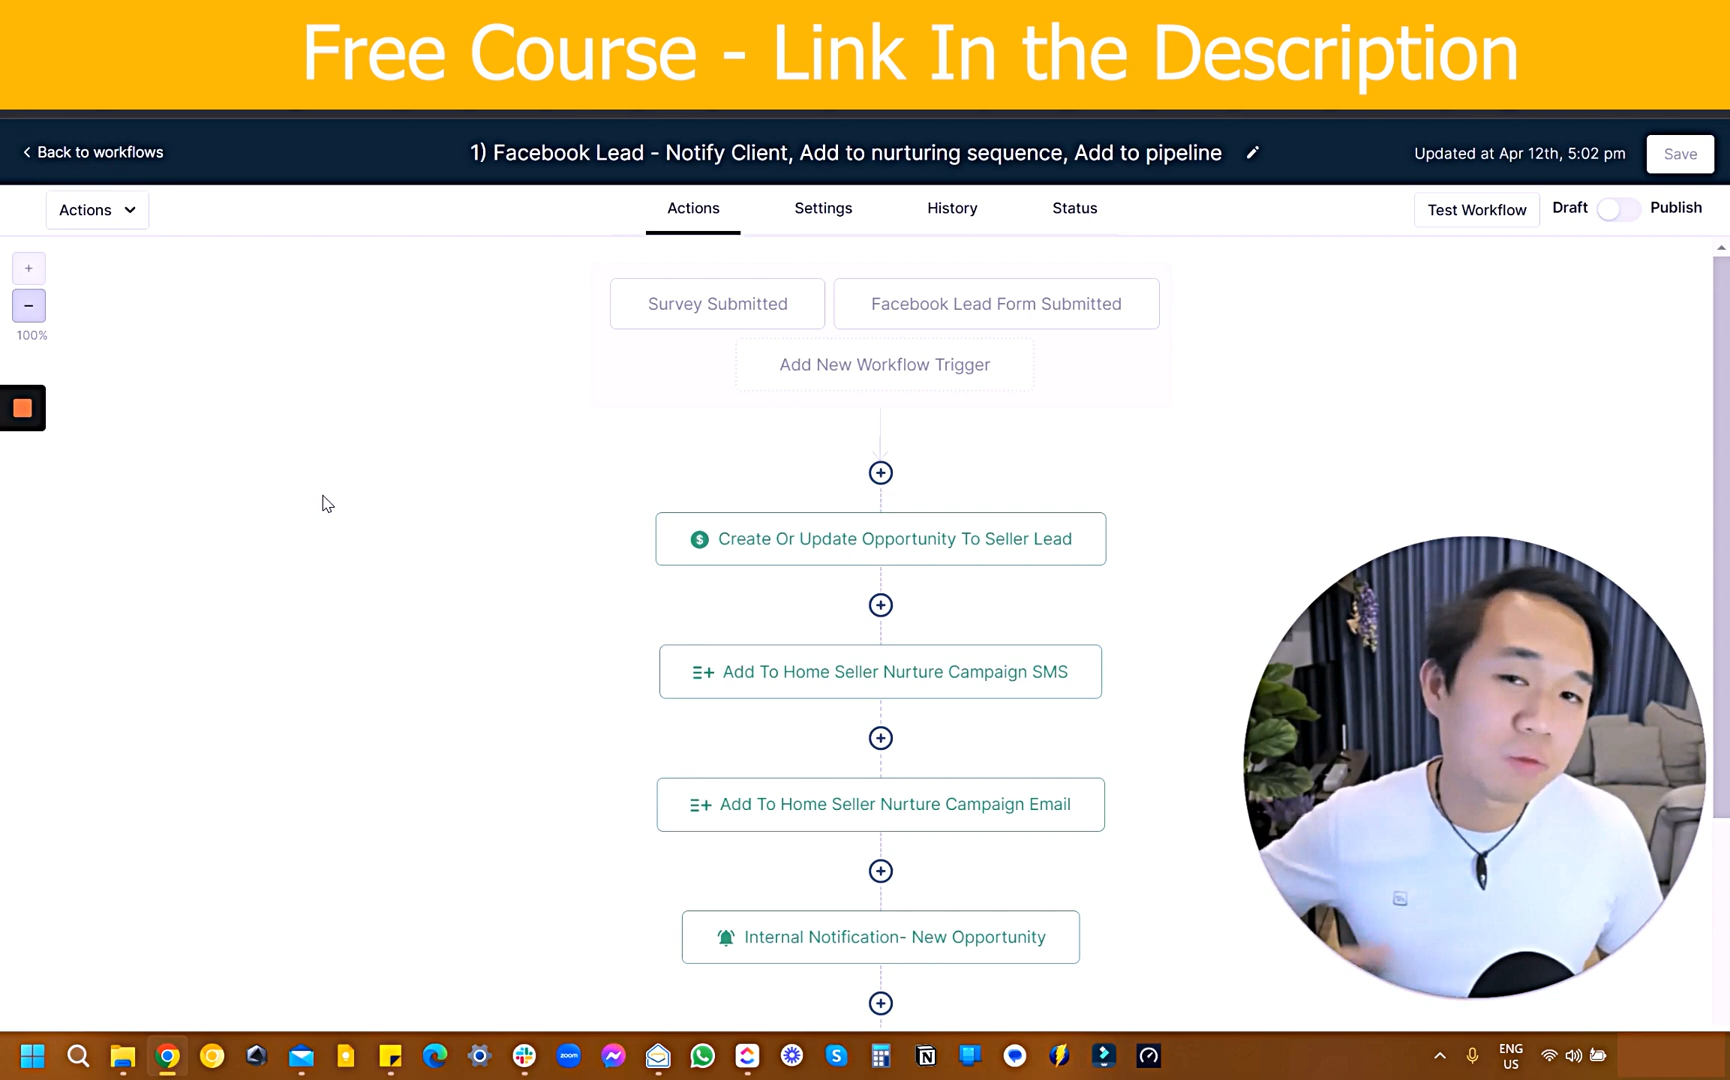 Free Course - Link In the Description
Back to workflows
1) Facebook Lead - Notify Client, Add to nurturing sequence, Add to pipeline
Updated at Apr 12th, 5:02 pm
Save
Actions
Actions
Settings
History
Status
Test Workflow
Draft
Publish
100%
Survey Submitted
Facebook Lead Form Submitted
Add New Workflow Trigger
Create Or Update Opportunity To Seller Lead
Add To Home Seller Nurture Campaign SMS
Add To Home Seller Nurture Campaign Email
Internal Notification- New Opportunity
zoom
ENG
US